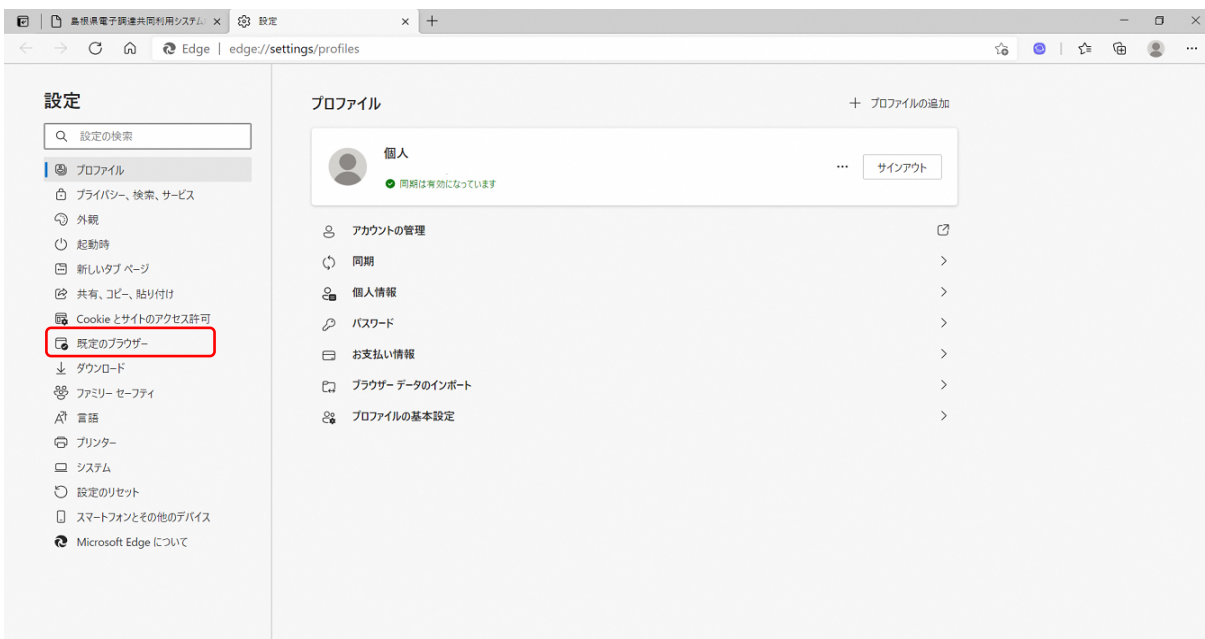 島根県電子調達共同利用システム
設定
Edge | edge://settings/profiles
設定
設定の検索
プロファイル
プライバシー、検索、サービス
外観
起動時
新しいタブ ページ
共有、コピー、貼り付け
Cookie とサイトのアクセス許可
既定のブラウザー
ダウンロード
ファミリー セーフティ
言語
プリンター
システム
設定のリセット
スマートフォンとその他のデバイス
Microsoft Edge について
プロファイル
プロファイルの追加
個人
サインアウト
同期は有効になっています
アカウントの管理
同期
個人情報
パスワード
お支払い情報
ブラウザー データのインポート
プロファイルの基本設定